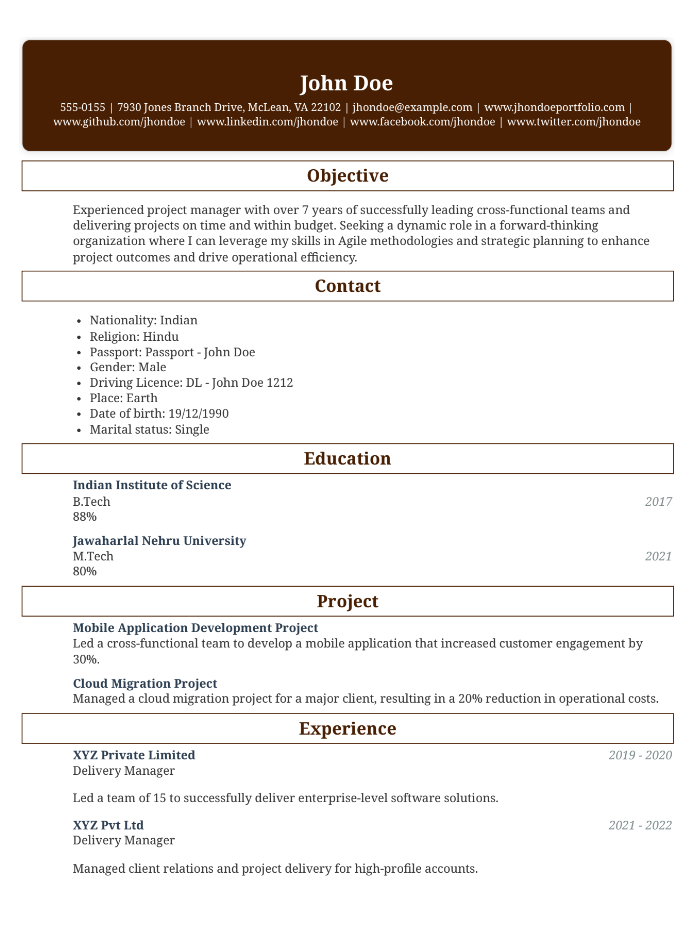 John Doe
555-0155 | 7930 Jones Branch Drive, McLean, VA 22102 | jhondoe@example.com | www.jhondoeportfolio.com |
www.github.com/jhondoe | www.linkedin.com/jhondoe | www.facebook.com/jhondoe | www.twitter.com/jhondoe
Objective
Experienced project manager with over 7 years of successfully leading cross-functional teams and
delivering projects on time and within budget. Seeking a dynamic role in a forward-thinking
organization where I can leverage my skills in Agile methodologies and strategic planning to enhance
project outcomes and drive operational efficiency.
Contact
• Nationality: Indian
• Religion: Hindu
• Passport: Passport - John Doe
• Gender: Male
• Driving Licence: DL - John Doe 1212
• Place: Earth
• Date of birth: 19/12/1990
• Marital status: Single
Education
Indian Institute of Science
B.Tech 2017
88%
Jawaharlal Nehru University
M.Tech 2021
80%
Project
Mobile Application Development Project
Led a cross-functional team to develop a mobile application that increased customer engagement by
30%.
Cloud Migration Project
Managed a cloud migration project for a major client, resulting in a 20% reduction in operational costs.
Experience
XYZ Private Limited 2019 - 2020
Delivery Manager
Led a team of 15 to successfully deliver enterprise-level software solutions.
XYZ Pvt Ltd 2021 - 2022
Delivery Manager
Managed client relations and project delivery for high-profile accounts.